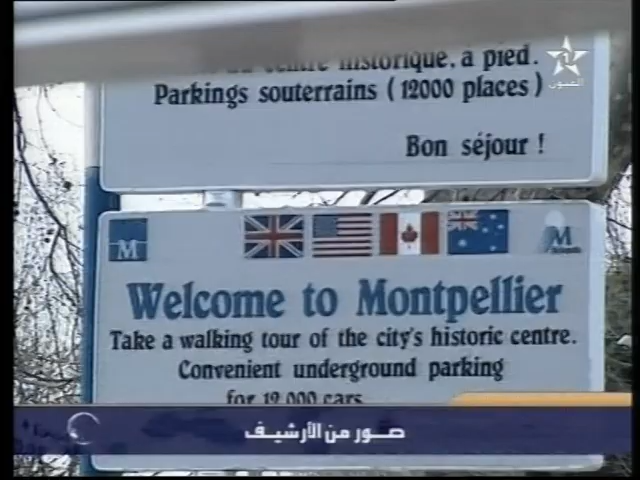 centre historique, à pied.
Parkings souterrains (12000 places)
Bon séjour !
العيون
M
M
Welcome to Montpellier
Take a walking tour of the city's historic centre.
Convenient underground parking
for 12 000 cars
صور من الأرشيف